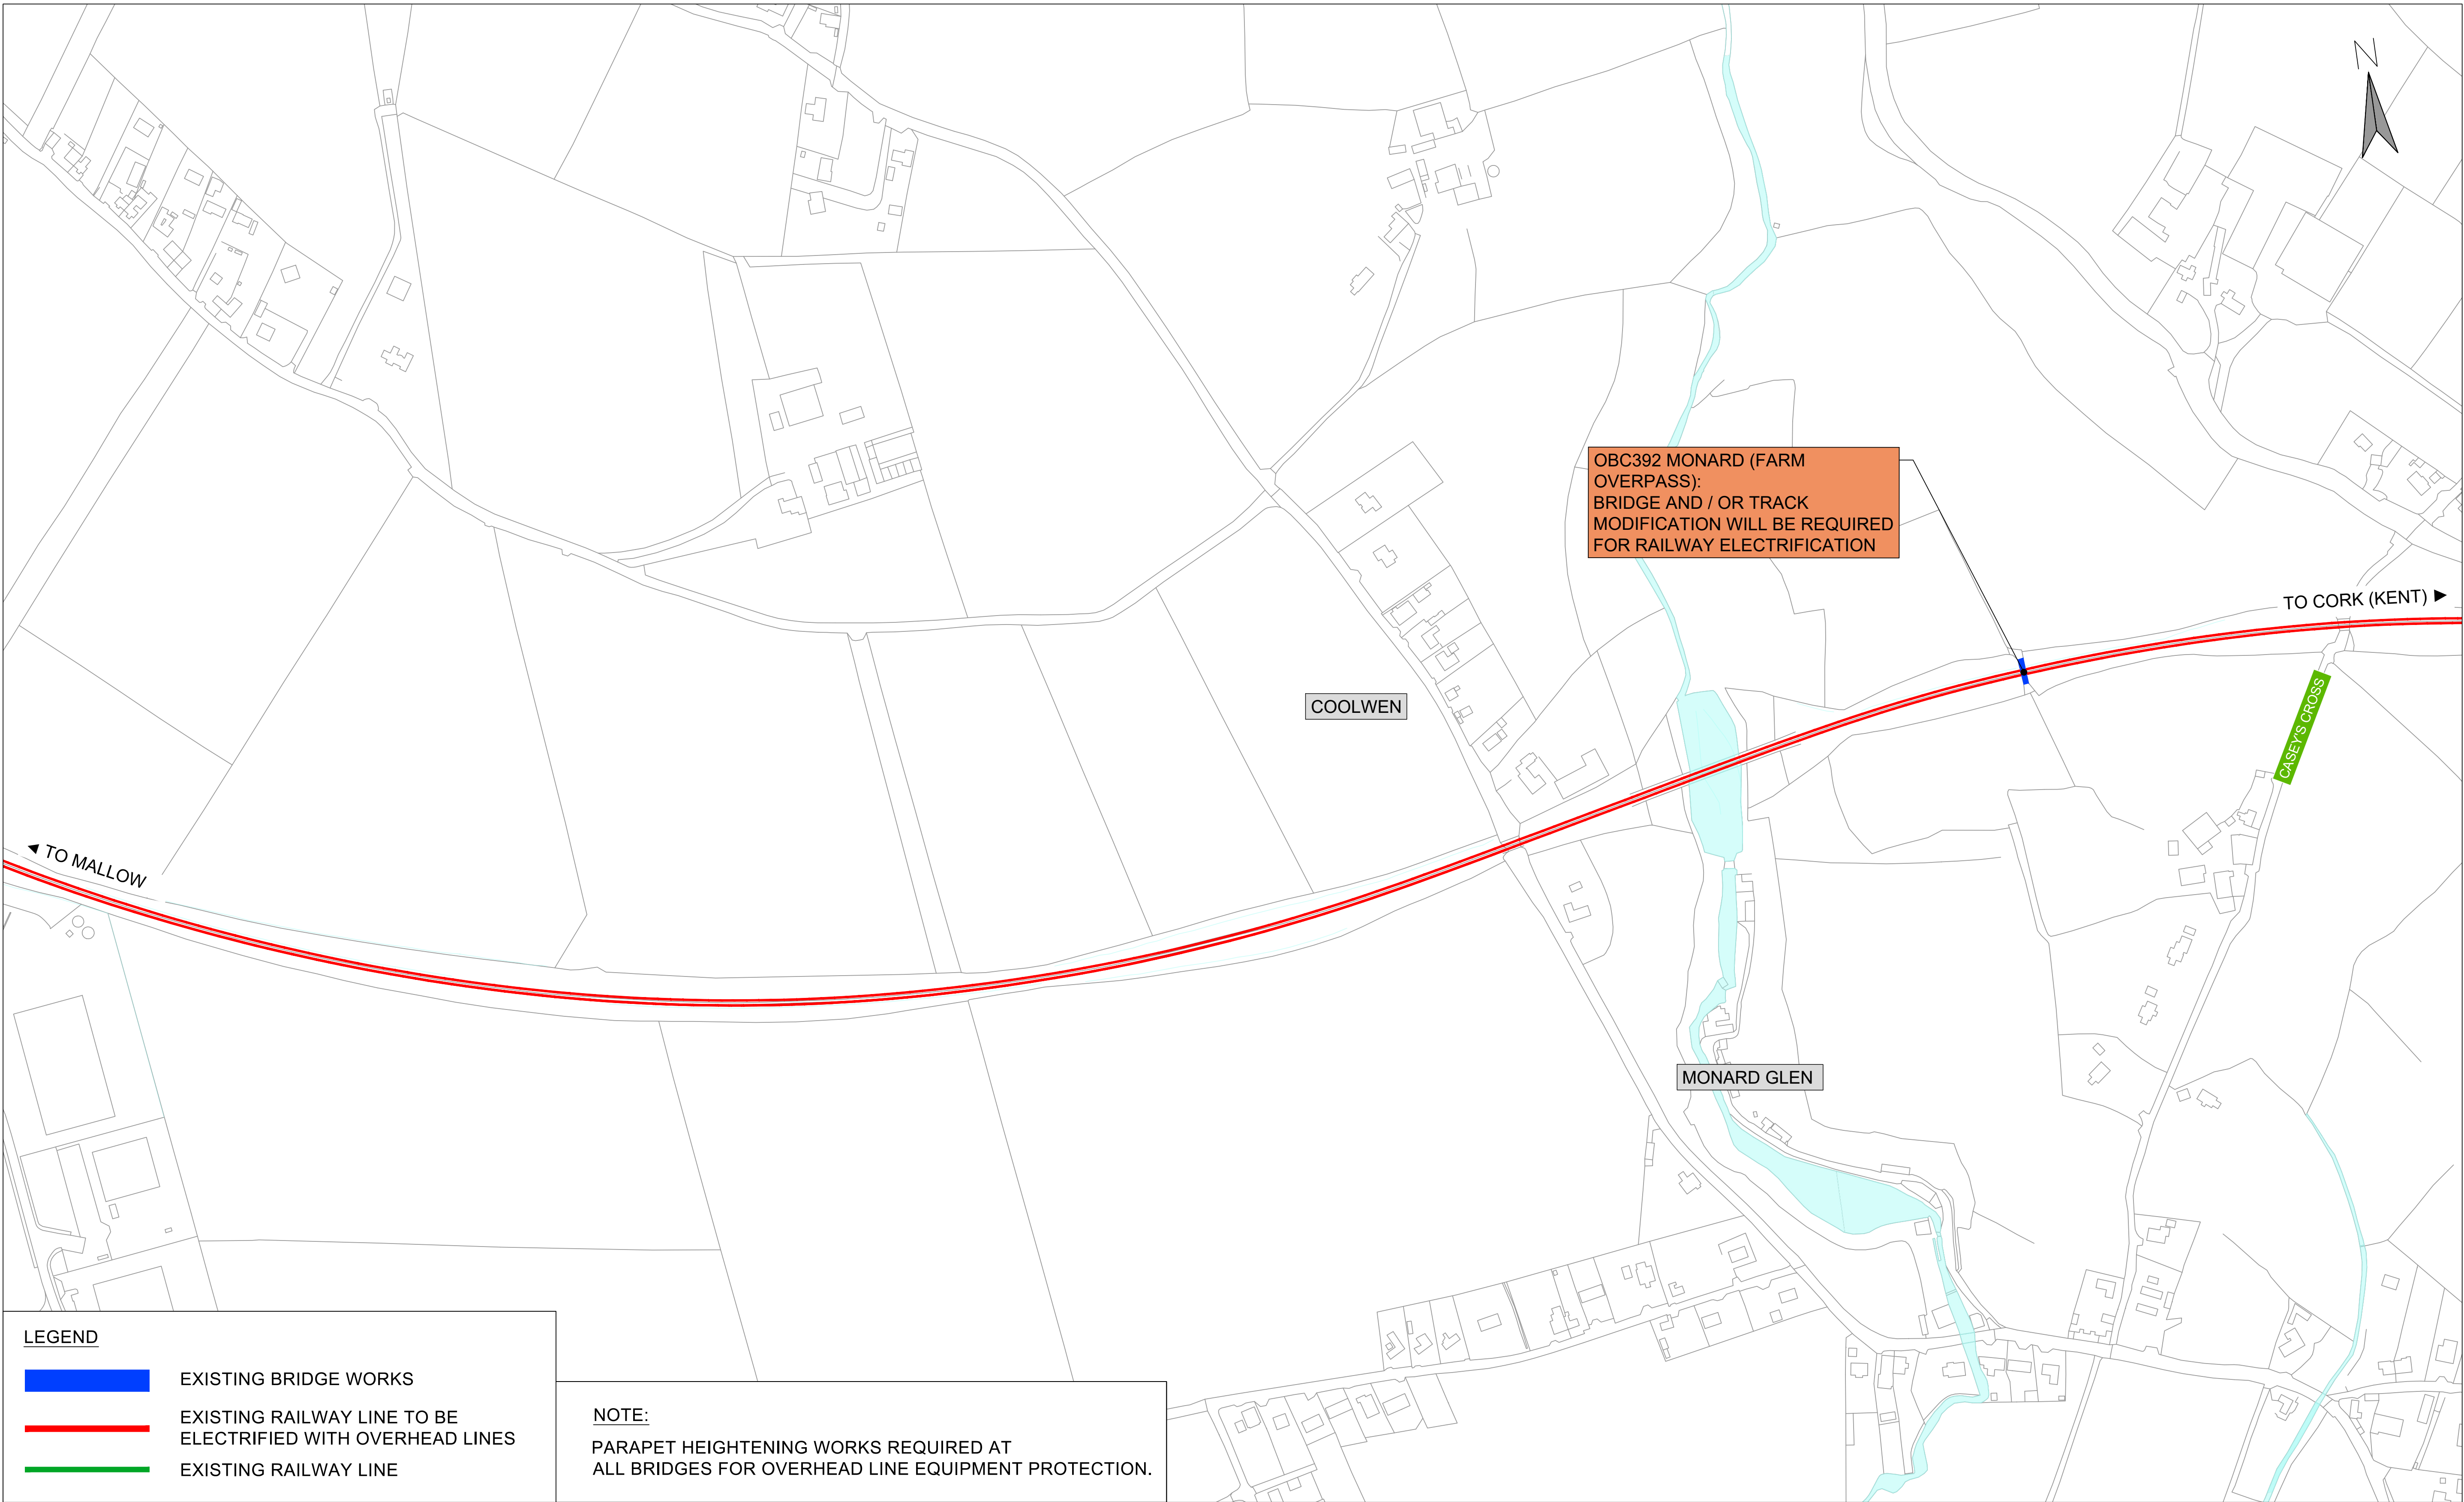 N
OBC392 MONARD (FARM
OVERPASS):
BRIDGE AND / OR TRACK
MODIFICATION WILL BE REQUIRED
FOR RAILWAY ELECTRIFICATION
TO CORK (KENT) ►
CASEY'S CROSS
COOLWEN
◄ TO MALLOW
MONARD GLEN
LEGEND
EXISTING BRIDGE WORKS
EXISTING RAILWAY LINE TO BE
ELECTRIFIED WITH OVERHEAD LINES
EXISTING RAILWAY LINE
NOTE:
PARAPET HEIGHTENING WORKS REQUIRED AT
ALL BRIDGES FOR OVERHEAD LINE EQUIPMENT PROTECTION.